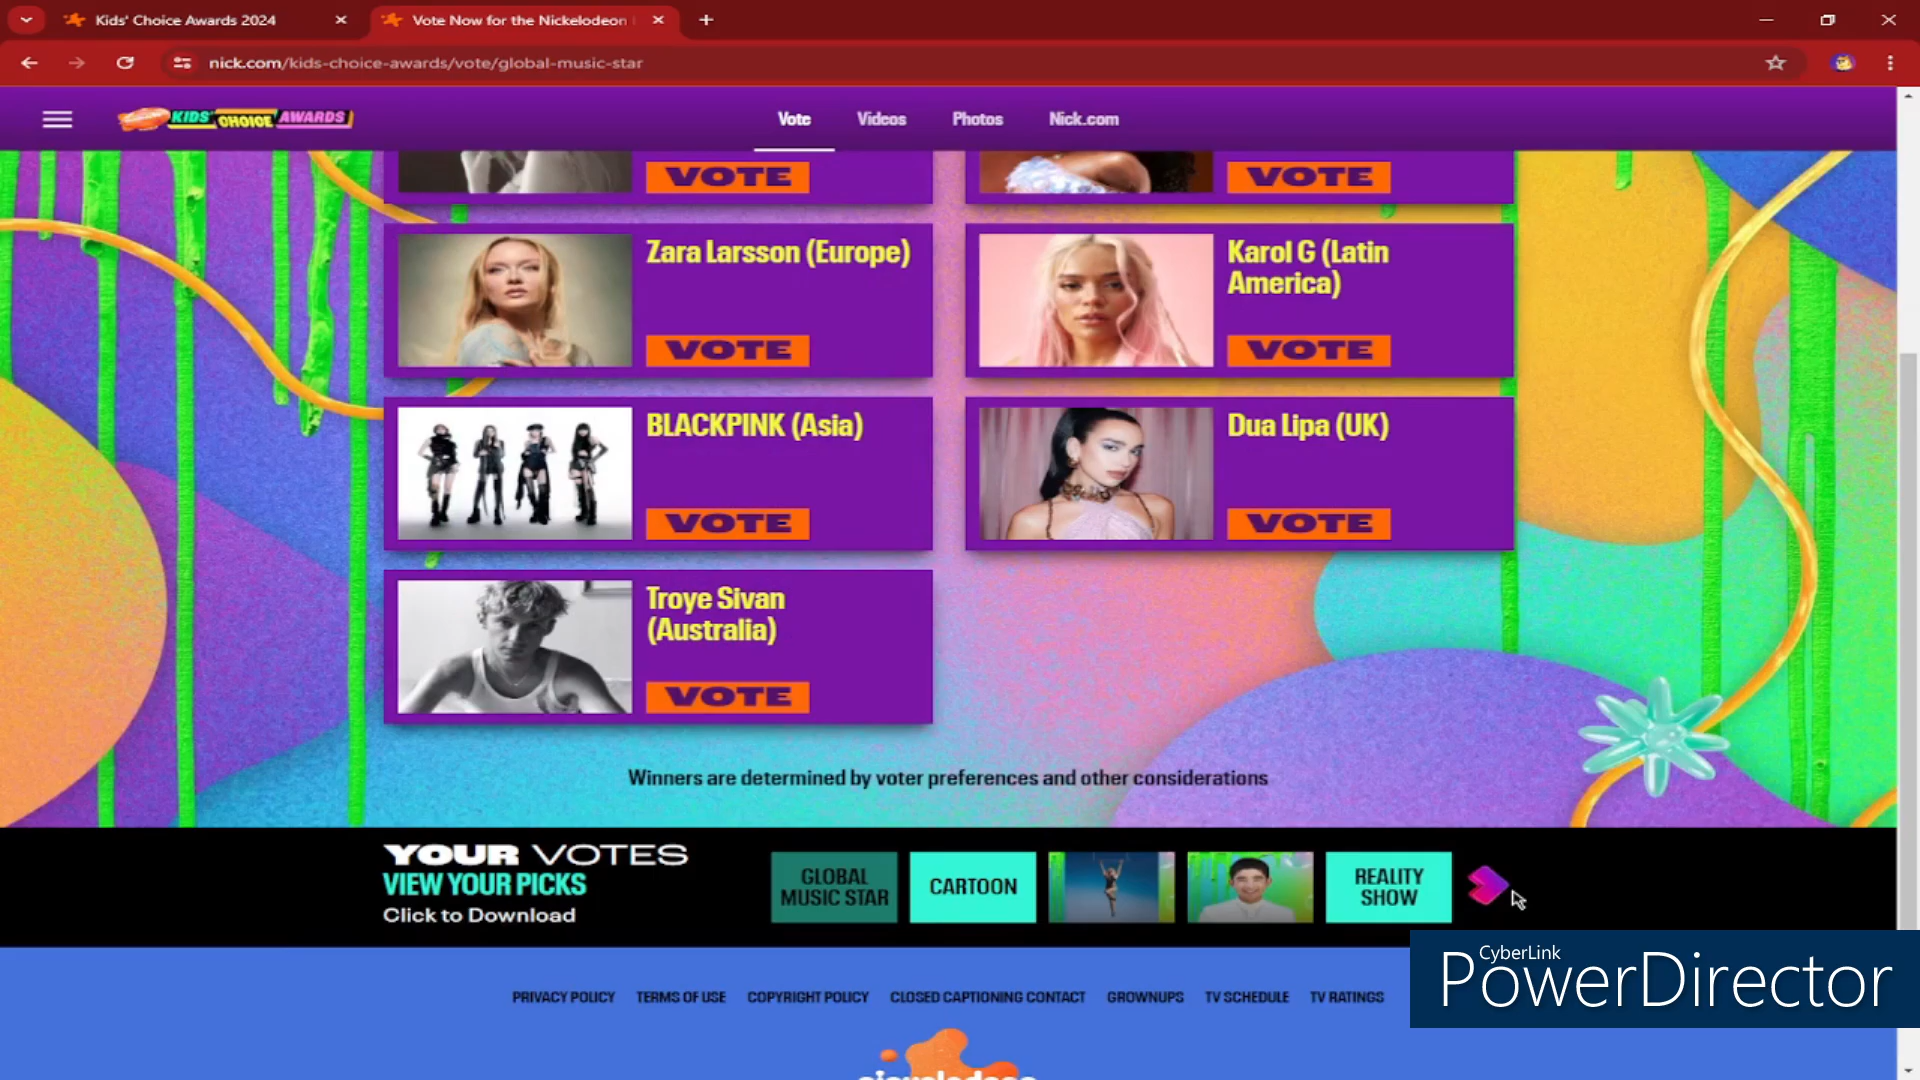 Kids' Choice Awards 2024
Vote Now for the Nickelodeon
nick.com/kids-choice-awards/vote/global-music-star
KIDS' CHOICE AWARDS
Vote
Videos
Photos
Nick.com
VOTE
VOTE
Zara Larsson (Europe)
VOTE
Karol G (Latin
America)
VOTE
BLACKPINK (Asia)
VOTE
Dua Lipa (UK)
VOTE
Troye Sivan
(Australia)
VOTE
Winners are determined by voter preferences and other considerations
YOUR VOTES
VIEW YOUR PICKS
Click to Download
GLOBAL
MUSIC STAR
CARTOON
REALITY
SHOW
PRIVACY POLICY
TERMS OF USE
COPYRIGHT POLICY
CLOSED CAPTIONING CONTACT
GROWNUPS
TV SCHEDULE
TV RATINGS
CyberLink
PowerDirector